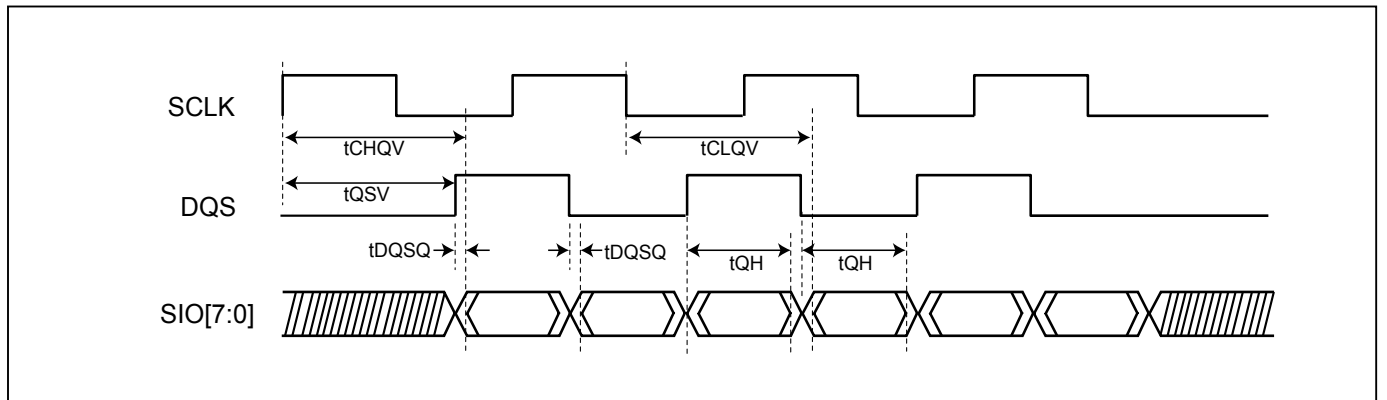 SCLK
tCHQV
tCLQV
tQSV
DQS
tDQSQ
tDQSQ
tQH
tQH
SIO[7:0]